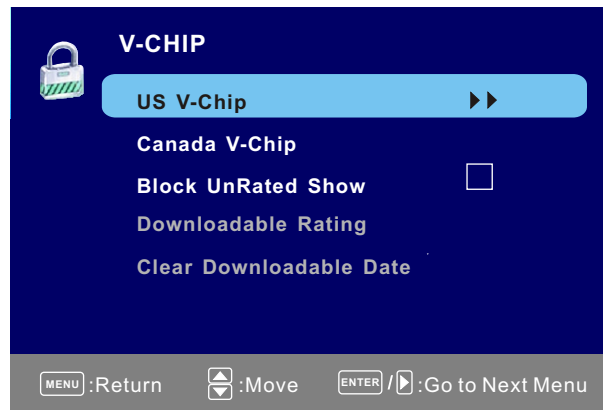 V-CHIP
US V-Chip
Canada V-Chip
Block UnRated Show
Downloadable Rating
Clear Downloadable Date
MENU :Return :Move ENTER / :Go to Next Menu